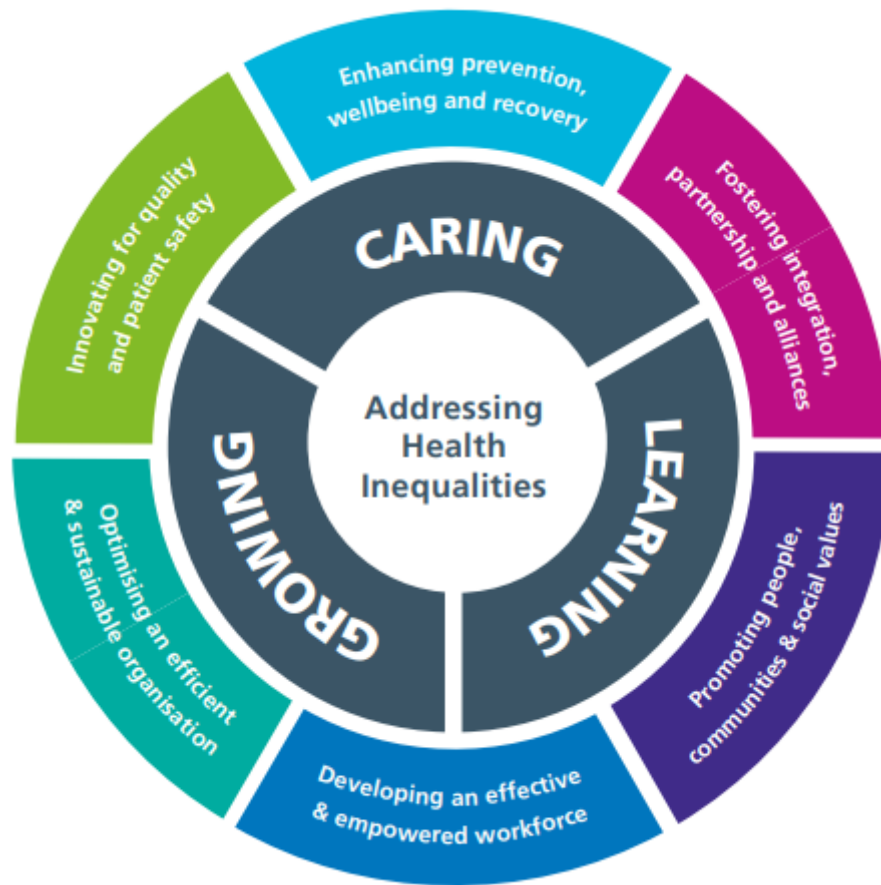 Enhancing prevention,
wellbeing and recovery
Fostering integration,
partnership and alliances
Promoting people,
communities & social values
Developing an effective
& empowered workforce
Optimising an efficient
& sustainable organisation
Innovating for quality
and patient safety
CARING
LEARNING
GROWING
Addressing
Health
Inequalities